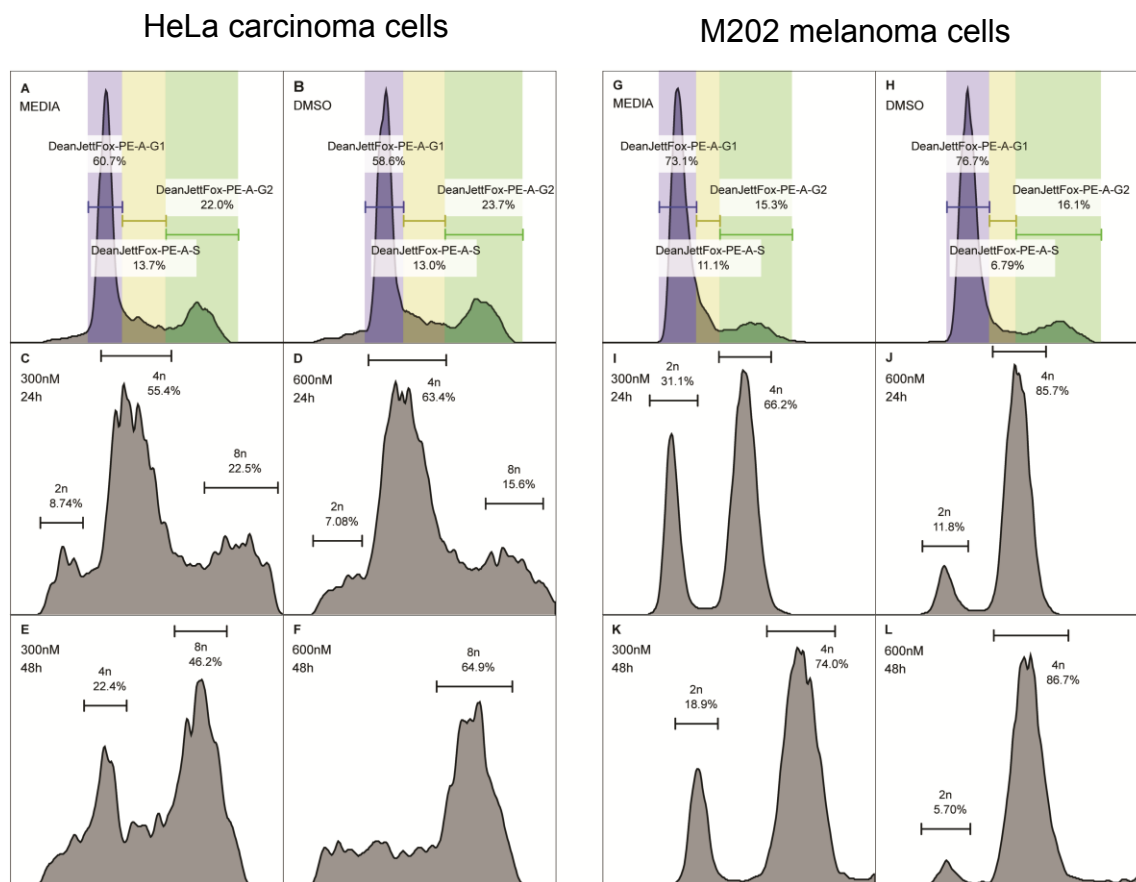 HeLa carcinoma cells
M202 melanoma cells
A
MEDIA
DeanJettFox-PE-A-G1
60.7%
DeanJettFox-PE-A-G2
22.0%
DeanJettFox-PE-A-S
13.7%
B
DMSO
DeanJettFox-PE-A-G1
58.6%
DeanJettFox-PE-A-G2
23.7%
DeanJettFox-PE-A-S
13.0%
G
MEDIA
DeanJettFox-PE-A-G1
73.1%
DeanJettFox-PE-A-G2
15.3%
DeanJettFox-PE-A-S
11.1%
H
DMSO
DeanJettFox-PE-A-G1
76.7%
DeanJettFox-PE-A-G2
16.1%
DeanJettFox-PE-A-S
6.79%
C
300nM
24h
4n
55.4%
2n
8.74%
8n
22.5%
D
600nM
24h
4n
63.4%
2n
7.08%
8n
15.6%
I
300nM
24h
2n
31.1%
4n
66.2%
J
600nM
24h
4n
85.7%
2n
11.8%
E
300nM
48h
4n
22.4%
8n
46.2%
F
600nM
48h
8n
64.9%
K
300nM
48h
2n
18.9%
4n
74.0%
L
600nM
48h
4n
86.7%
2n
5.70%